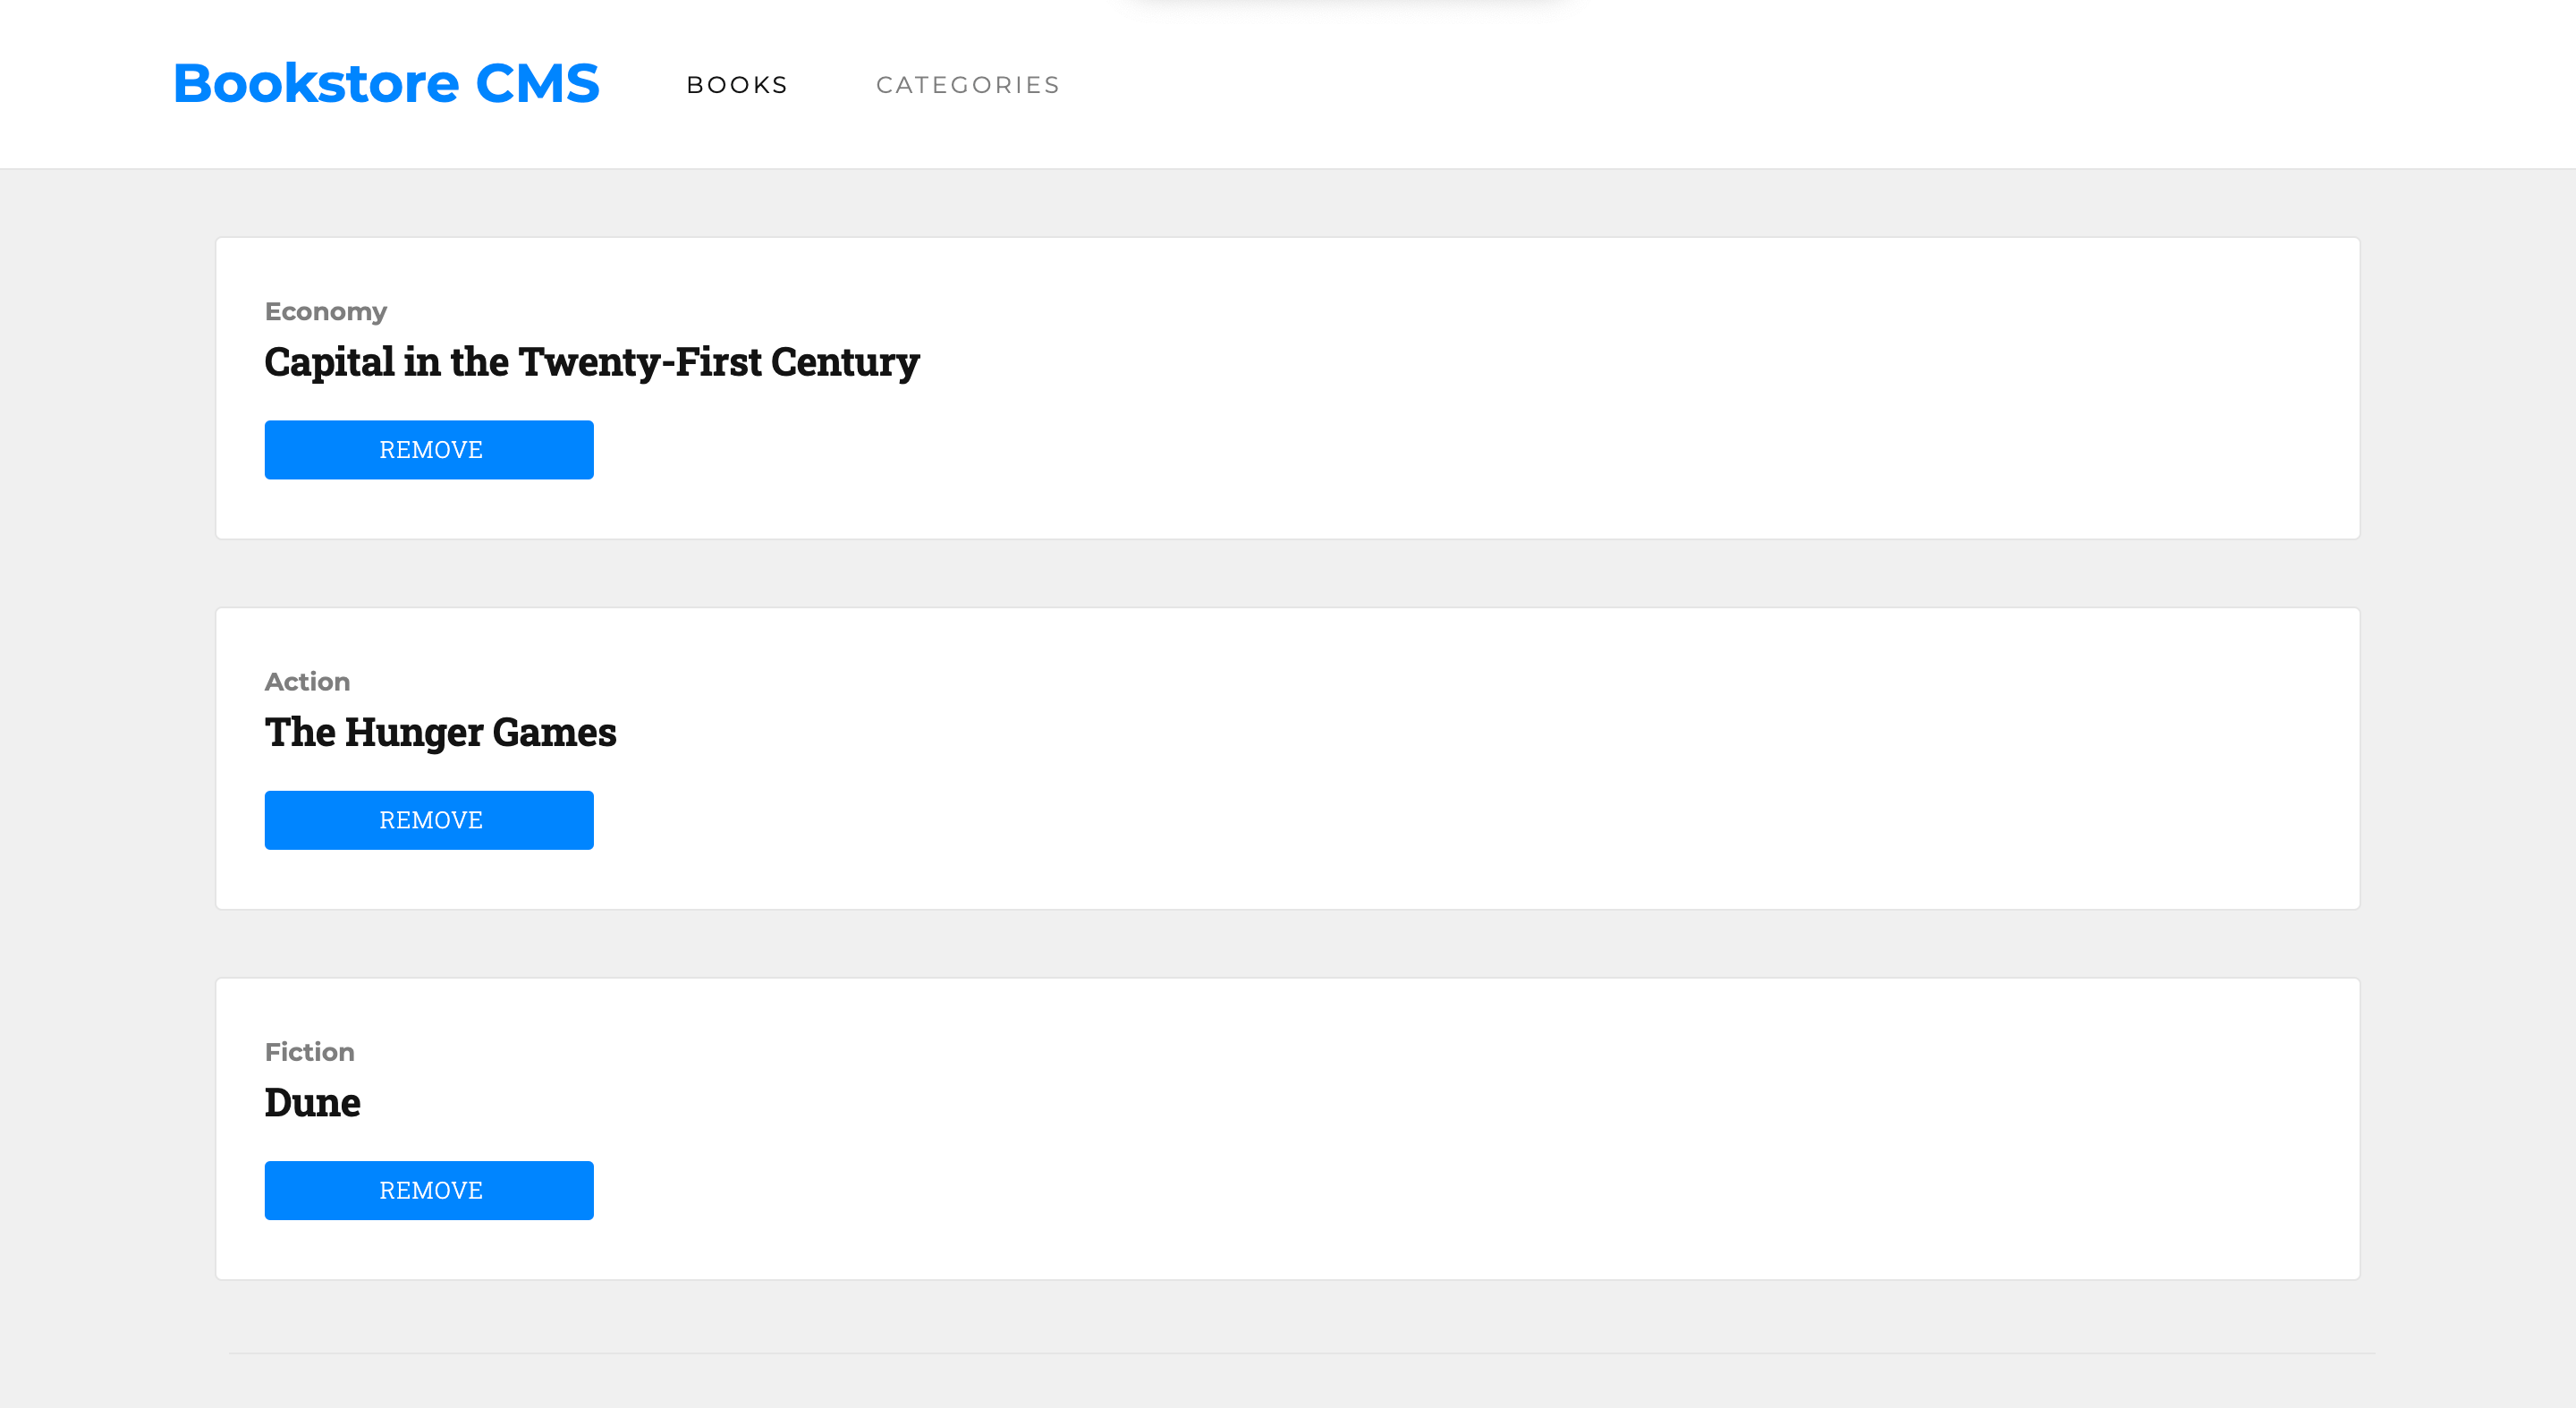 Bookstore CMS BOOKS CATEGORIES
Economy
Capital in the Twenty-First Century
REMOVE
Action
The Hunger Games
REMOVE
Fiction
Dune
REMOVE